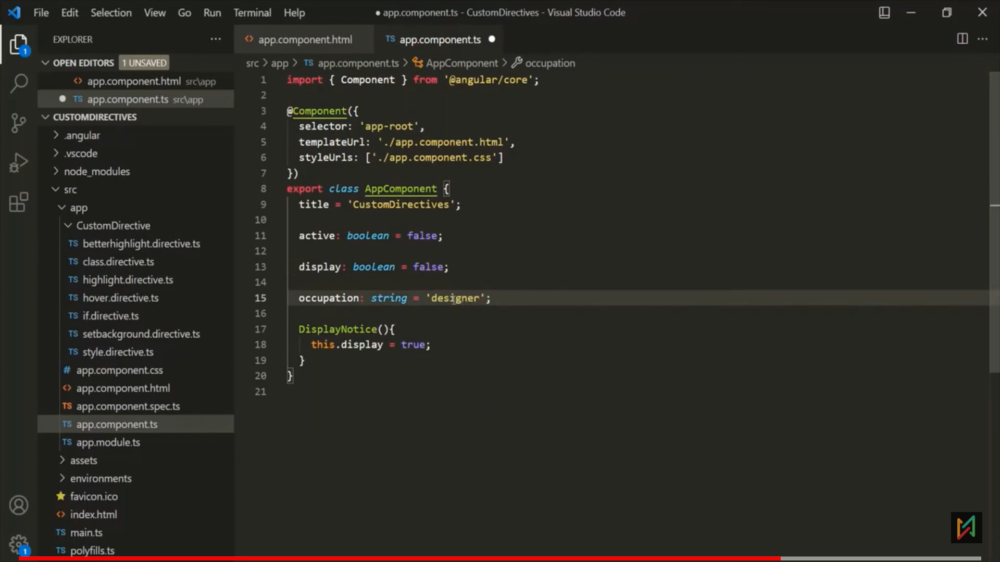 File Edit Selection View Go Run Terminal Help
● app.component.ts - CustomDirectives - Visual Studio Code
EXPLORER
OPEN EDITORS 1 UNSAVED
<> app.component.html src\app
● TS app.component.ts src\app
CUSTOMDIRECTIVES
.angular
.vscode
node_modules
src
app
CustomDirective
TS betterhighlight.directive.ts
TS class.directive.ts
TS highlight.directive.ts
TS hover.directive.ts
TS if.directive.ts
TS setbackground.directive.ts
TS style.directive.ts
# app.component.css
<> app.component.html
TS app.component.spec.ts
TS app.component.ts
TS app.module.ts
assets
environments
favicon.ico
<> index.html
TS main.ts
TS polyfills.ts
1
1
<> app.component.html
TS app.component.ts ●
src > app > TS app.component.ts > AppComponent > occupation
1 import { Component } from '@angular/core';
2
3 @Component({
4 selector: 'app-root',
5 templateUrl: './app.component.html',
6 styleUrls: ['./app.component.css']
7 })
8 export class AppComponent {
9 title = 'CustomDirectives';
10
11 active: boolean = false;
12
13 display: boolean = false;
14
15 occupation: string = 'designer';
16
17 DisplayNotice(){
18 this.display = true;
19 }
20 }
21